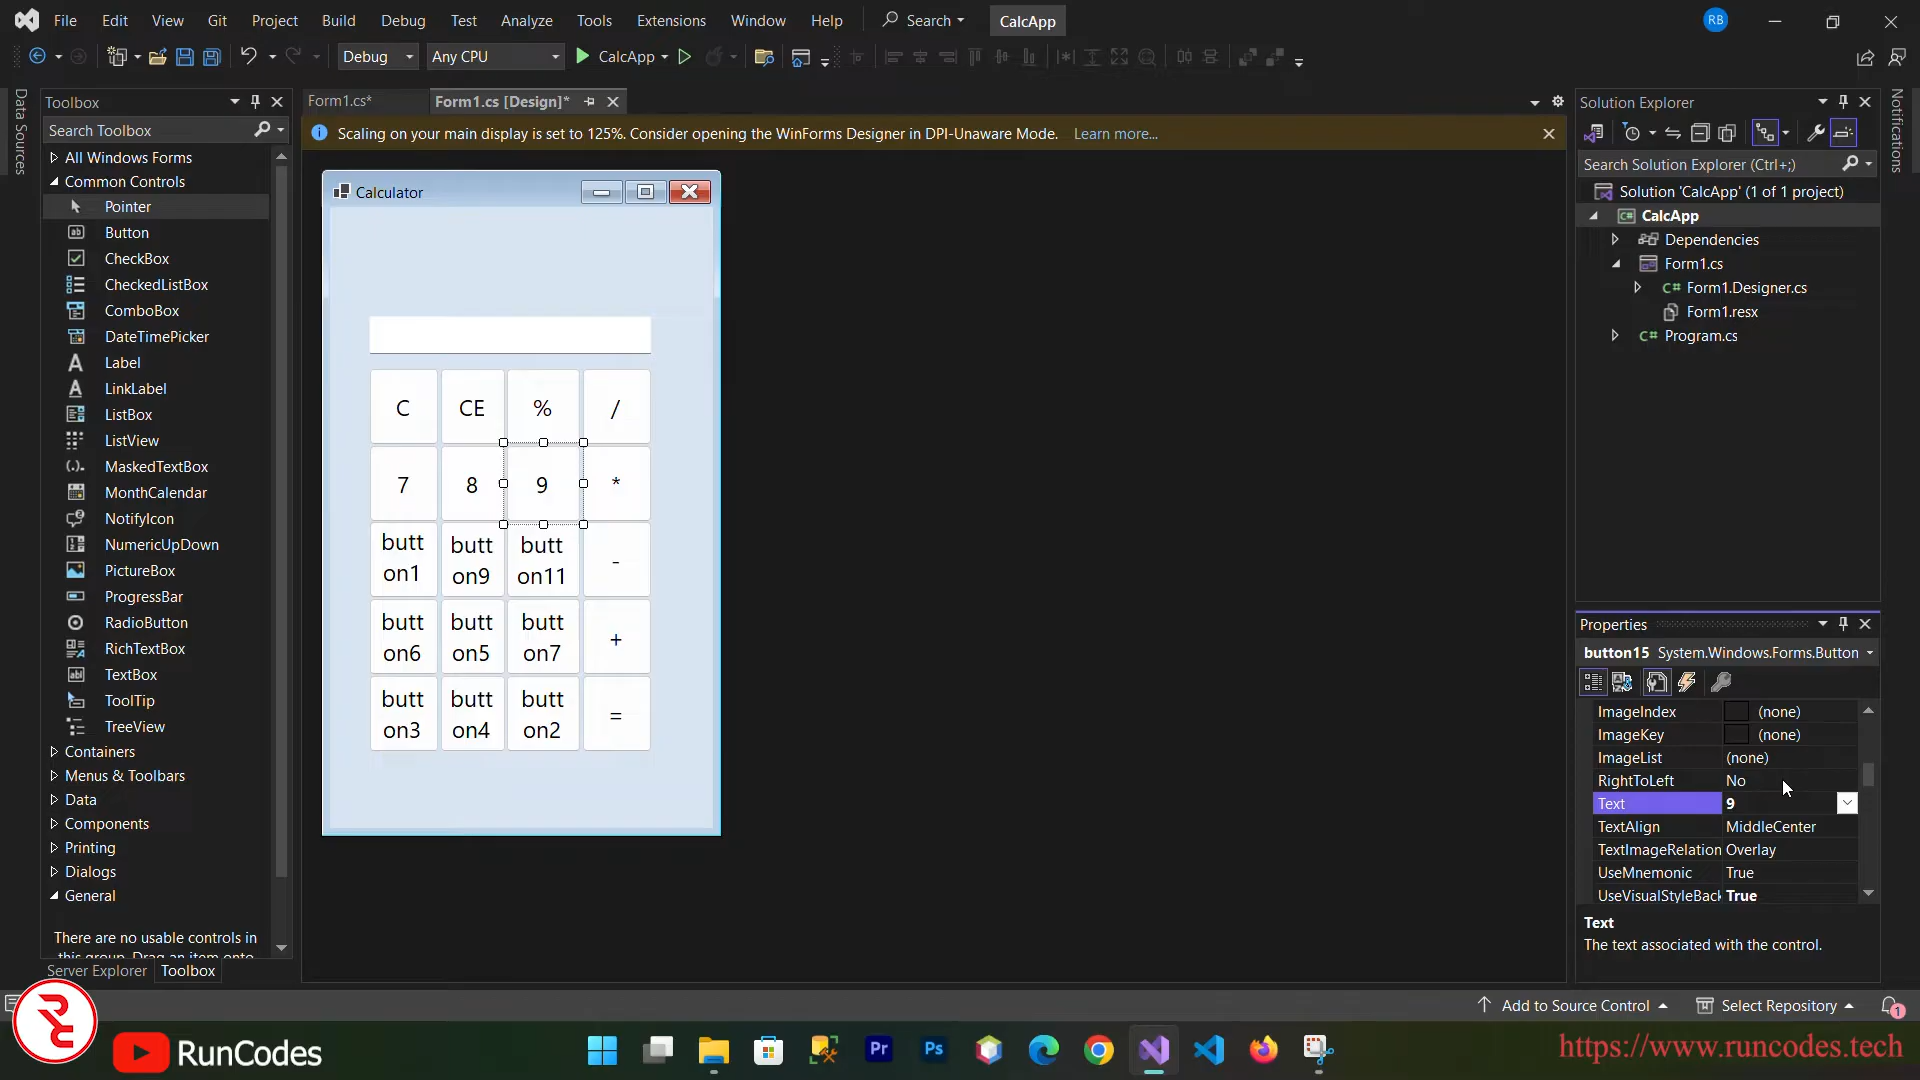 File Edit View Git Project Build Debug Test Analyze Tools Extensions Window Help Search CalcApp RB
Debug Any CPU CalcApp
Data Sources
Toolbox
Search Toolbox
All Windows Forms
Common Controls
Pointer
Button
CheckBox
CheckedListBox
ComboBox
DateTimePicker
Label
LinkLabel
ListBox
ListView
MaskedTextBox
MonthCalendar
NotifyIcon
NumericUpDown
PictureBox
ProgressBar
RadioButton
RichTextBox
TextBox
ToolTip
TreeView
Containers
Menus & Toolbars
Data
Components
Printing
Dialogs
General
There are no usable controls in
this group. Drag an item onto
Server Explorer Toolbox
Form1.cs* Form1.cs [Design]*
Scaling on your main display is set to 125%. Consider opening the WinForms Designer in DPI-Unaware Mode. Learn more...
Calculator
C CE % /
7 8 9 *
butt butt butt -
on1 on9 on11
butt butt butt +
on6 on5 on7
butt butt butt =
on3 on4 on2
Solution Explorer
Search Solution Explorer (Ctrl+;)
Solution 'CalcApp' (1 of 1 project)
CalcApp
Dependencies
Form1.cs
C# Form1.Designer.cs
Form1.resx
C# Program.cs
Notifications
Properties
button15 System.Windows.Forms.Button
ImageIndex (none)
ImageKey (none)
ImageList (none)
RightToLeft No
Text 9
TextAlign MiddleCenter
TextImageRelation Overlay
UseMnemonic True
UseVisualStyleBack True
Text
The text associated with the control.
Add to Source Control Select Repository 1
RunCodes
Pr Ps
https://www.runcodes.tech